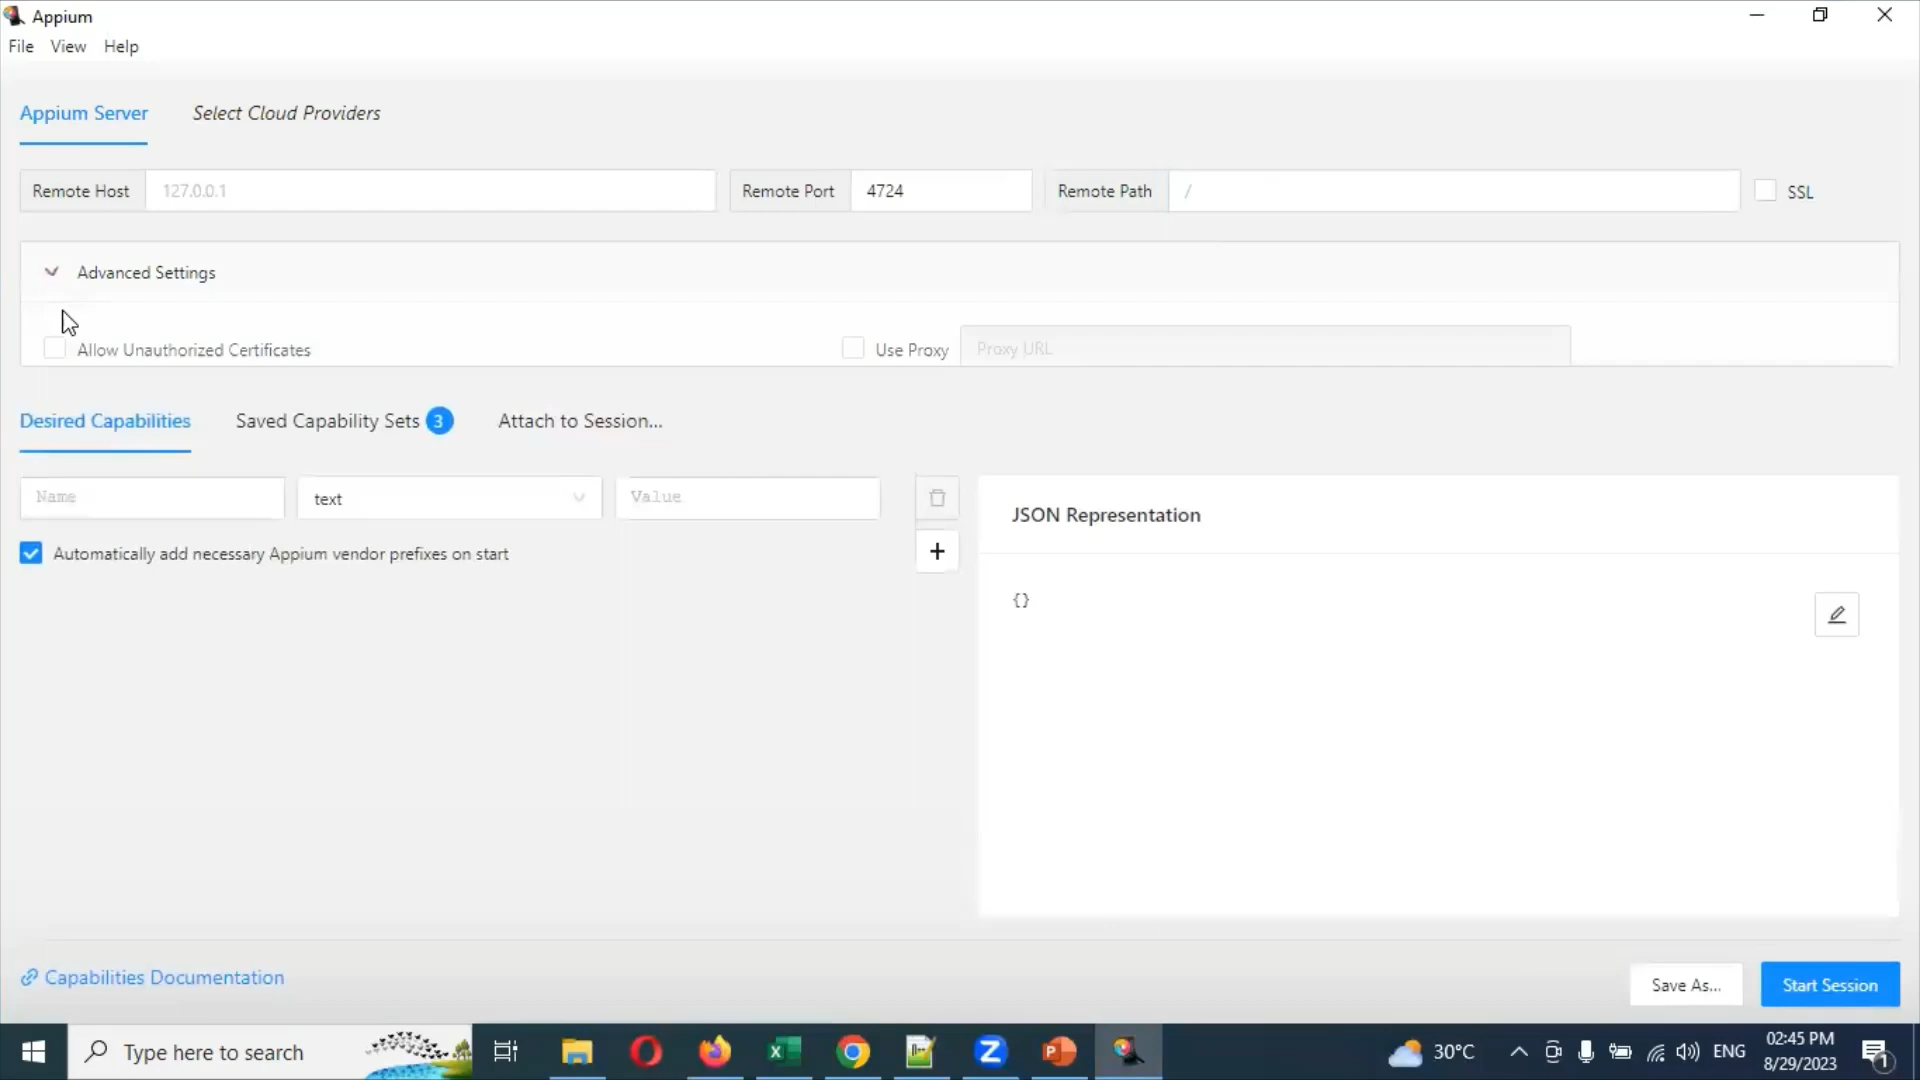 Appium
File View Help
Appium Server Select Cloud Providers
Remote Host 127.0.0.1 Remote Port 4724 Remote Path / SSL
Advanced Settings
Allow Unauthorized Certificates Use Proxy Proxy URL
Desired Capabilities Saved Capability Sets 3 Attach to Session...
Name text Value
JSON Representation
Automatically add necessary Appium vendor prefixes on start
{}
Capabilities Documentation Save As... Start Session
Type here to search 30°C ENG 02:45 PM
8/29/2023 1